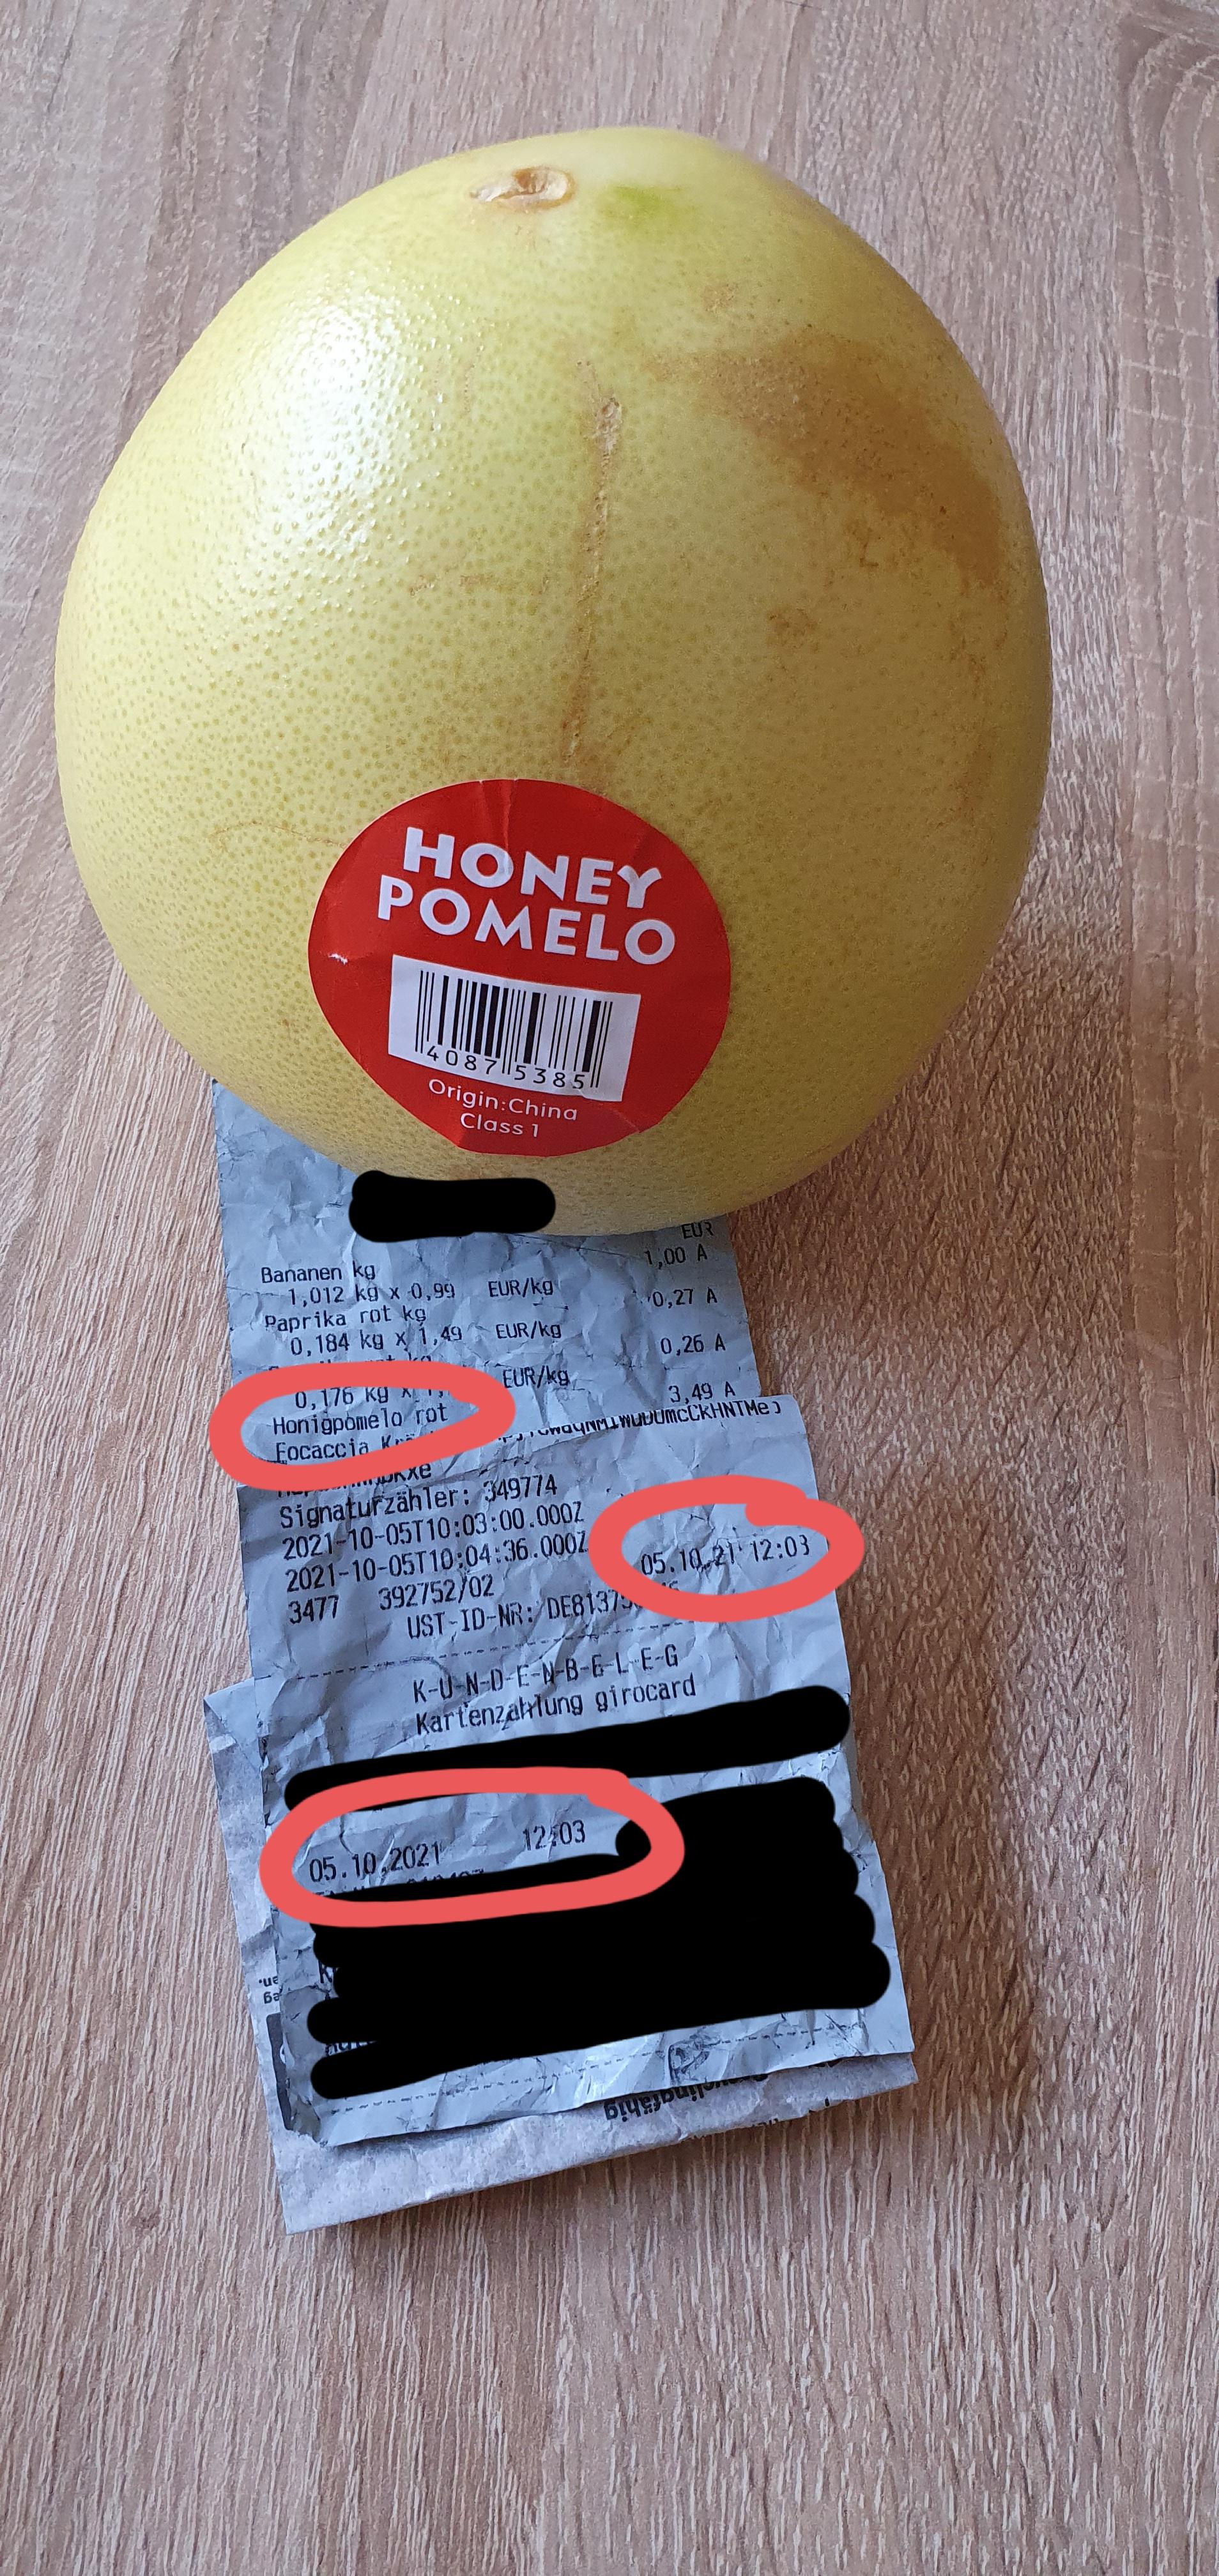 HONEY
POMELO
4087 5385
Origin:China
Class 1
EUR
Bananen kg 1,00 A
1,012 kg x 0,99 EUR/kg
Paprika rot kg 0,27 A
0,184 kg x 1,49 EUR/kg
0,26 A
0,176 kg x 1, EUR/kg
Honigpomelo rot 3,49 A
Focaccia
Signaturzähler: 349774
2021-10-05T10:03:00.000Z
2021-10-05T10:04:36.000Z
3477 392752/02 05.10.21 12:03
UST-ID-NR: DE81375
K-U-N-D-E-N-B-E-L-E-G
Kartenzahlung girocard
05.10.2021 12:03